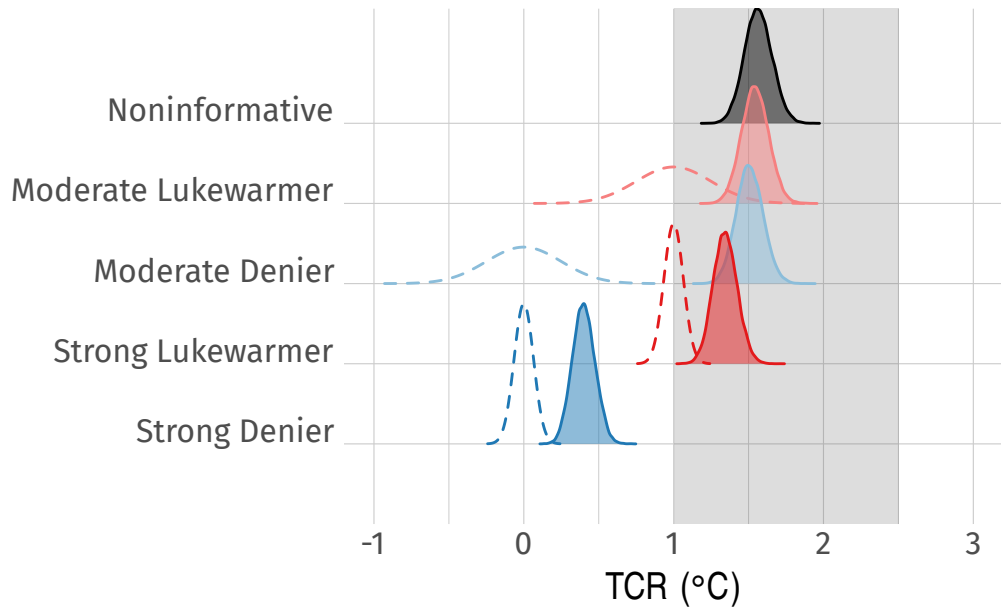 Noninformative
Moderate Lukewarmer
Moderate Denier
Strong Lukewarmer
Strong Denier
-1 0 1 2 3
TCR (°C)